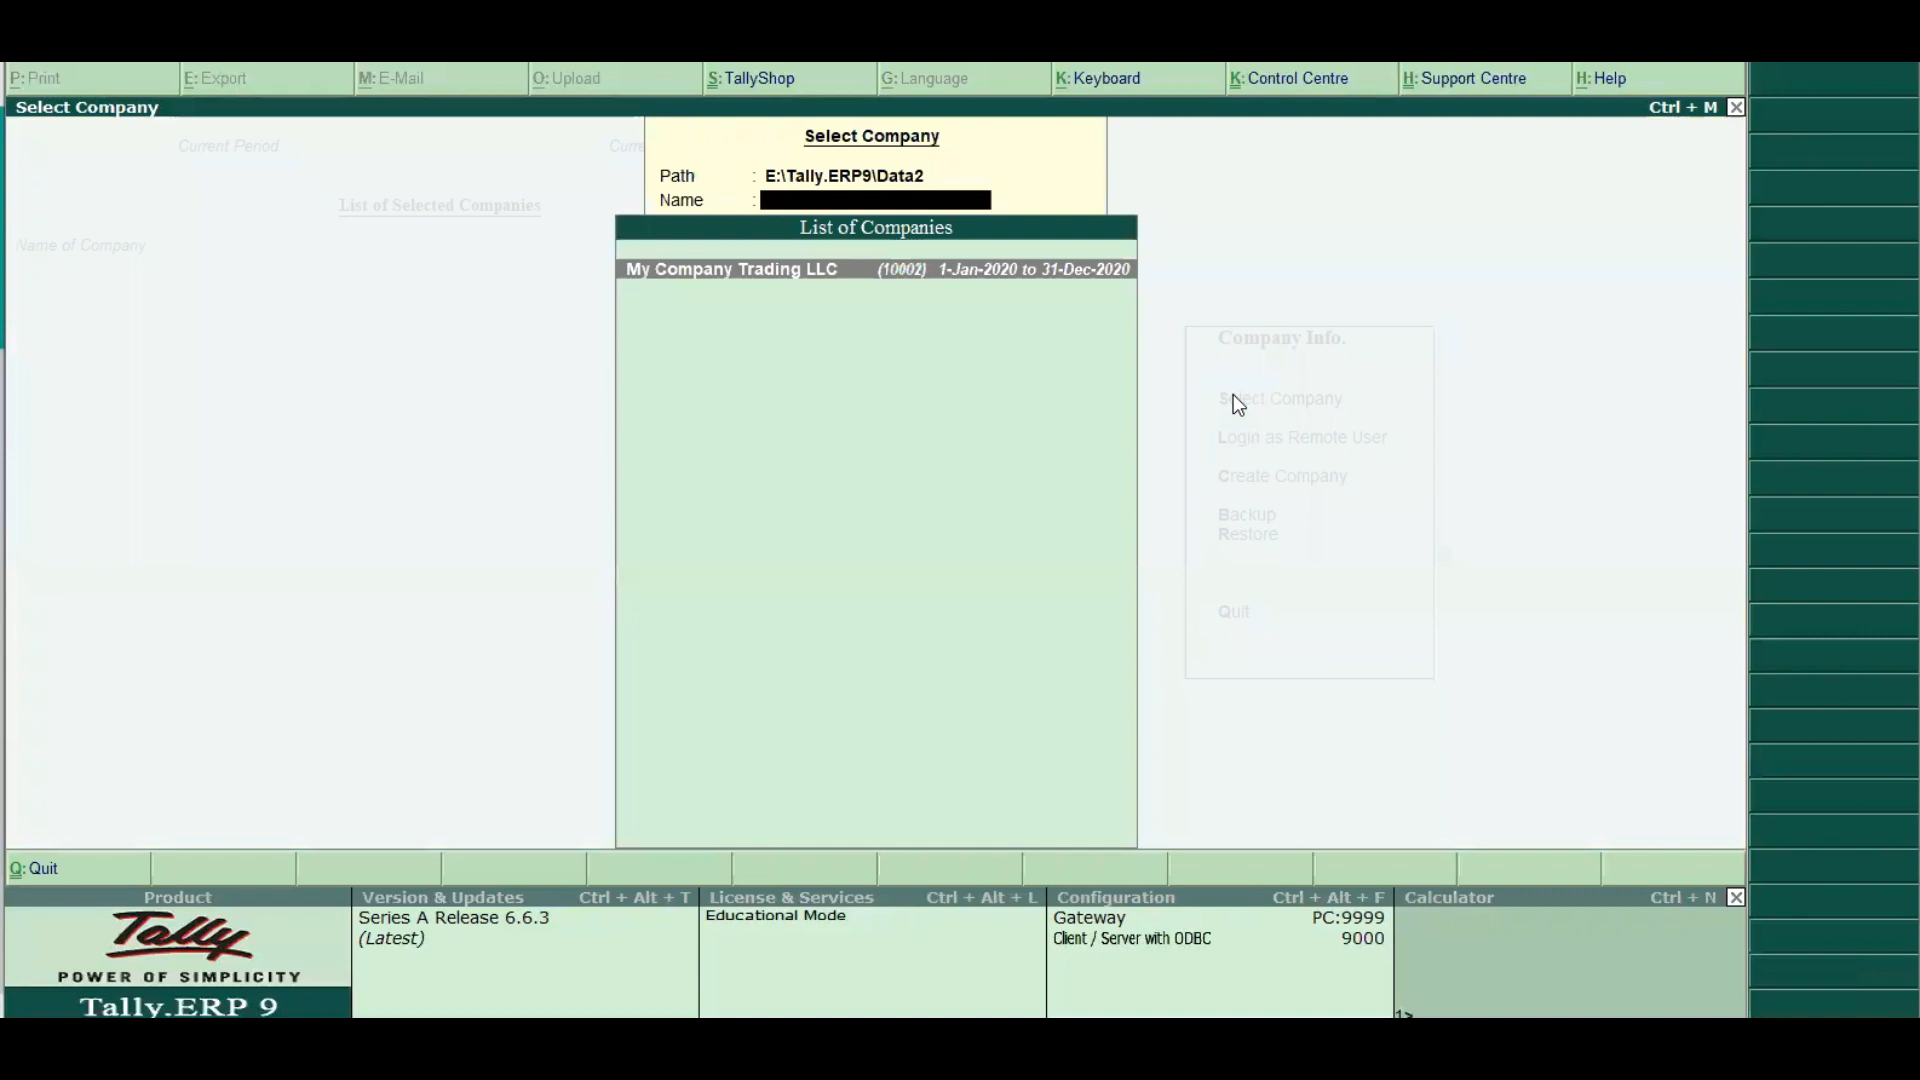 P: Print E: Export M: E-Mail O: Upload S: TallyShop G: Language K: Keyboard K: Control Centre H: Support Centre H: Help
Select Company Ctrl + M
Select Company
Current Period Curre
Path : E:\Tally.ERP9\Data2
Name :
List of Selected Companies
List of Companies
Name of Company
My Company Trading LLC (10002) 1-Jan-2020 to 31-Dec-2020
Company Info.
Select Company
Login as Remote User
Create Company
Backup
Restore
Quit
Q: Quit
Product Version & Updates Ctrl + Alt + T License & Services Ctrl + Alt + L Configuration Ctrl + Alt + F Calculator Ctrl + N
Tally
POWER OF SIMPLICITY
Tally.ERP 9
Series A Release 6.6.3
(Latest)
Educational Mode
Gateway PC:9999
Client / Server with ODBC 9000
1>